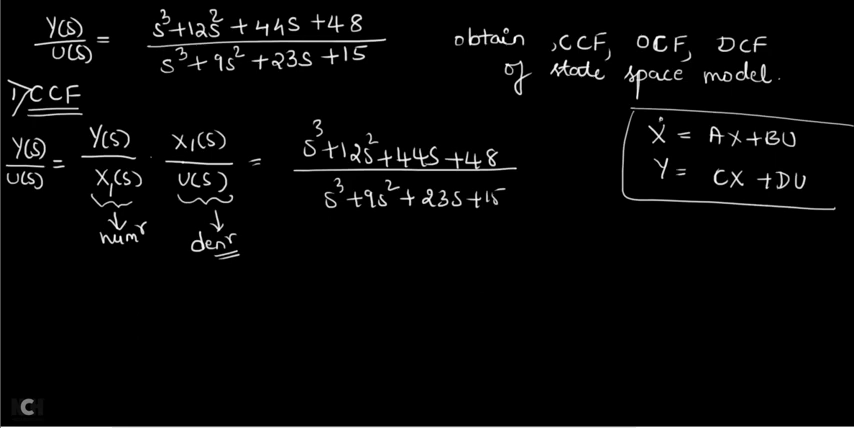 Y(S)/U(S) = (s³+12s²+44s+48)/(s³+9s²+23s+15)
obtain ,CCF, OCF, DCF
of state space model.
1) CCF
Y(S)/U(S) = Y(S)/X₁(S) · X₁(S)/U(S) = (s³+12s²+44s+48)/(s³+9s²+23s+15)
numʳ denʳ
Ẋ = AX+BU
Y = CX+DU